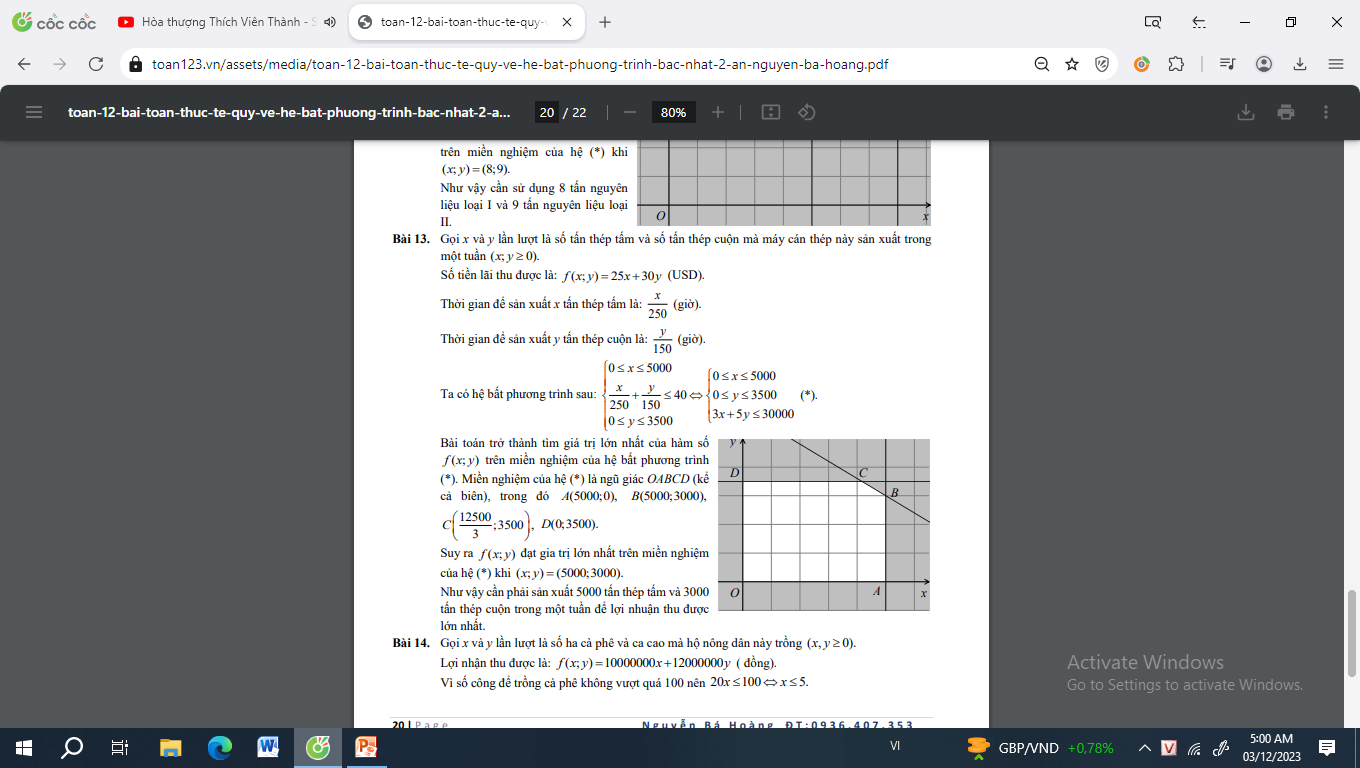 cốc cốc
Hòa thượng Thích Viên Thành - S
toan-12-bai-toan-thuc-te-quy-v
toan123.vn/assets/media/toan-12-bai-toan-thuc-te-quy-ve-he-bat-phuong-trinh-bac-nhat-2-an-nguyen-ba-hoang.pdf
toan-12-bai-toan-thuc-te-quy-ve-he-bat-phuong-trinh-bac-nhat-2-a...
20 / 22
80%
trên miền nghiệm của hệ (*) khi
(x; y) = (8;9).
Như vậy cần sử dụng 8 tấn nguyên
liệu loại I và 9 tấn nguyên liệu loại
II.
O x
Bài 13. Gọi x và y lần lượt là số tấn thép tấm và số tấn thép cuộn mà máy cán thép này sản xuất trong
một tuần (x; y ≥ 0).
Số tiền lãi thu được là: f(x; y) = 25x + 30y (USD).
Thời gian để sản xuất x tấn thép tấm là: x/250 (giờ).
Thời gian để sản xuất y tấn thép cuộn là: y/150 (giờ).
Ta có hệ bất phương trình sau: {0 ≤ x ≤ 5000; x/250 + y/150 ≤ 40; 0 ≤ y ≤ 3500 ⇔ {0 ≤ x ≤ 5000; 0 ≤ y ≤ 3500; 3x + 5y ≤ 30000 (*).
Bài toán trở thành tìm giá trị lớn nhất của hàm số
f(x; y) trên miền nghiệm của hệ bất phương trình
(*). Miền nghiệm của hệ (*) là ngũ giác OABCD (kể
cả biên), trong đó A(5000;0), B(5000;3000),
C(12500/3;3500), D(0;3500).
Suy ra f(x; y) đạt gia trị lớn nhất trên miền nghiệm
của hệ (*) khi (x; y) = (5000;3000).
Như vậy cần phải sản xuất 5000 tấn thép tấm và 3000
tấn thép cuộn trong một tuần để lợi nhuận thu được
lớn nhất.
y
D C
B
O A x
Bài 14. Gọi x và y lần lượt là số ha cà phê và ca cao mà hộ nông dân này trồng (x, y ≥ 0).
Lợi nhận thu được là: f(x; y) = 10000000x + 12000000y ( đồng).
Vì số công để trồng cà phê không vượt quá 100 nên 20x ≤ 100 ⇔ x ≤ 5.
20 | Page Nguyễn Bá Hoàng ĐT:0936.407.353
Activate Windows
Go to Settings to activate Windows.
VI
GBP/VND +0,78%
5:00 AM
03/12/2023